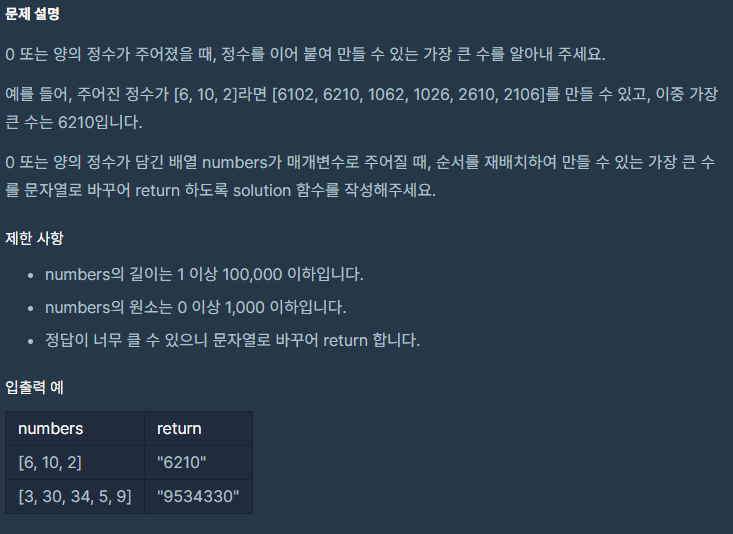 문제 설명
0 또는 양의 정수가 주어졌을 때, 정수를 이어 붙여 만들 수 있는 가장 큰 수를 알아내 주세요.
예를 들어, 주어진 정수가 [6, 10, 2]라면 [6102, 6210, 1062, 1026, 2610, 2106]를 만들 수 있고, 이중 가장
큰 수는 6210입니다.
0 또는 양의 정수가 담긴 배열 numbers가 매개변수로 주어질 때, 순서를 재배치하여 만들 수 있는 가장 큰 수
를 문자열로 바꾸어 return 하도록 solution 함수를 작성해주세요.
제한 사항
• numbers의 길이는 1 이상 100,000 이하입니다.
• numbers의 원소는 0 이상 1,000 이하입니다.
• 정답이 너무 클 수 있으니 문자열로 바꾸어 return 합니다.
입출력 예
numbers return
[6, 10, 2] "6210"
[3, 30, 34, 5, 9] "9534330"